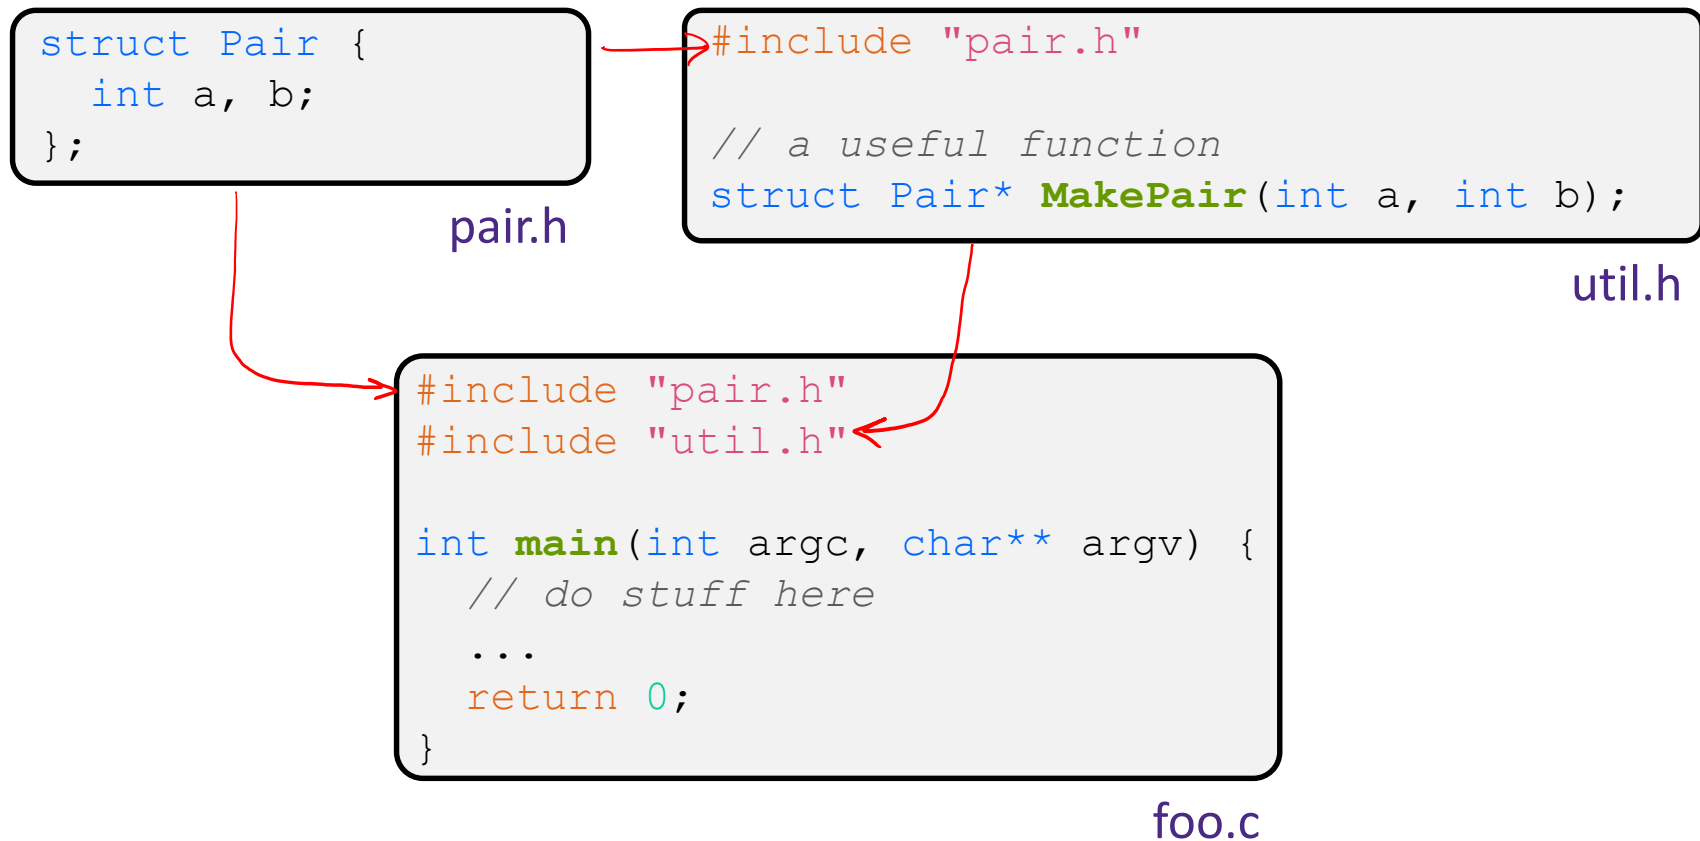 struct Pair {
  int a, b;
};
pair.h
#include "pair.h"

// a useful function
struct Pair* MakePair(int a, int b);
util.h
#include "pair.h"
#include "util.h"

int main(int argc, char** argv) {
  // do stuff here
  ...
  return 0;
}
foo.c